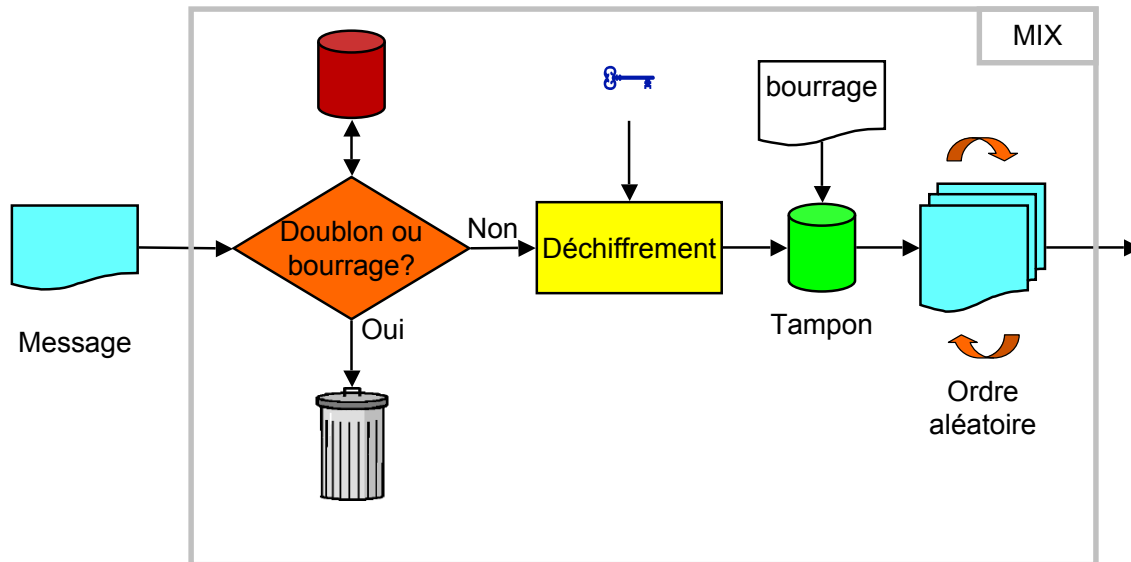 MIX
bourrage
Doublon ou
bourrage?
Non
Déchiffrement
Oui
Message
Tampon
Ordre
aléatoire